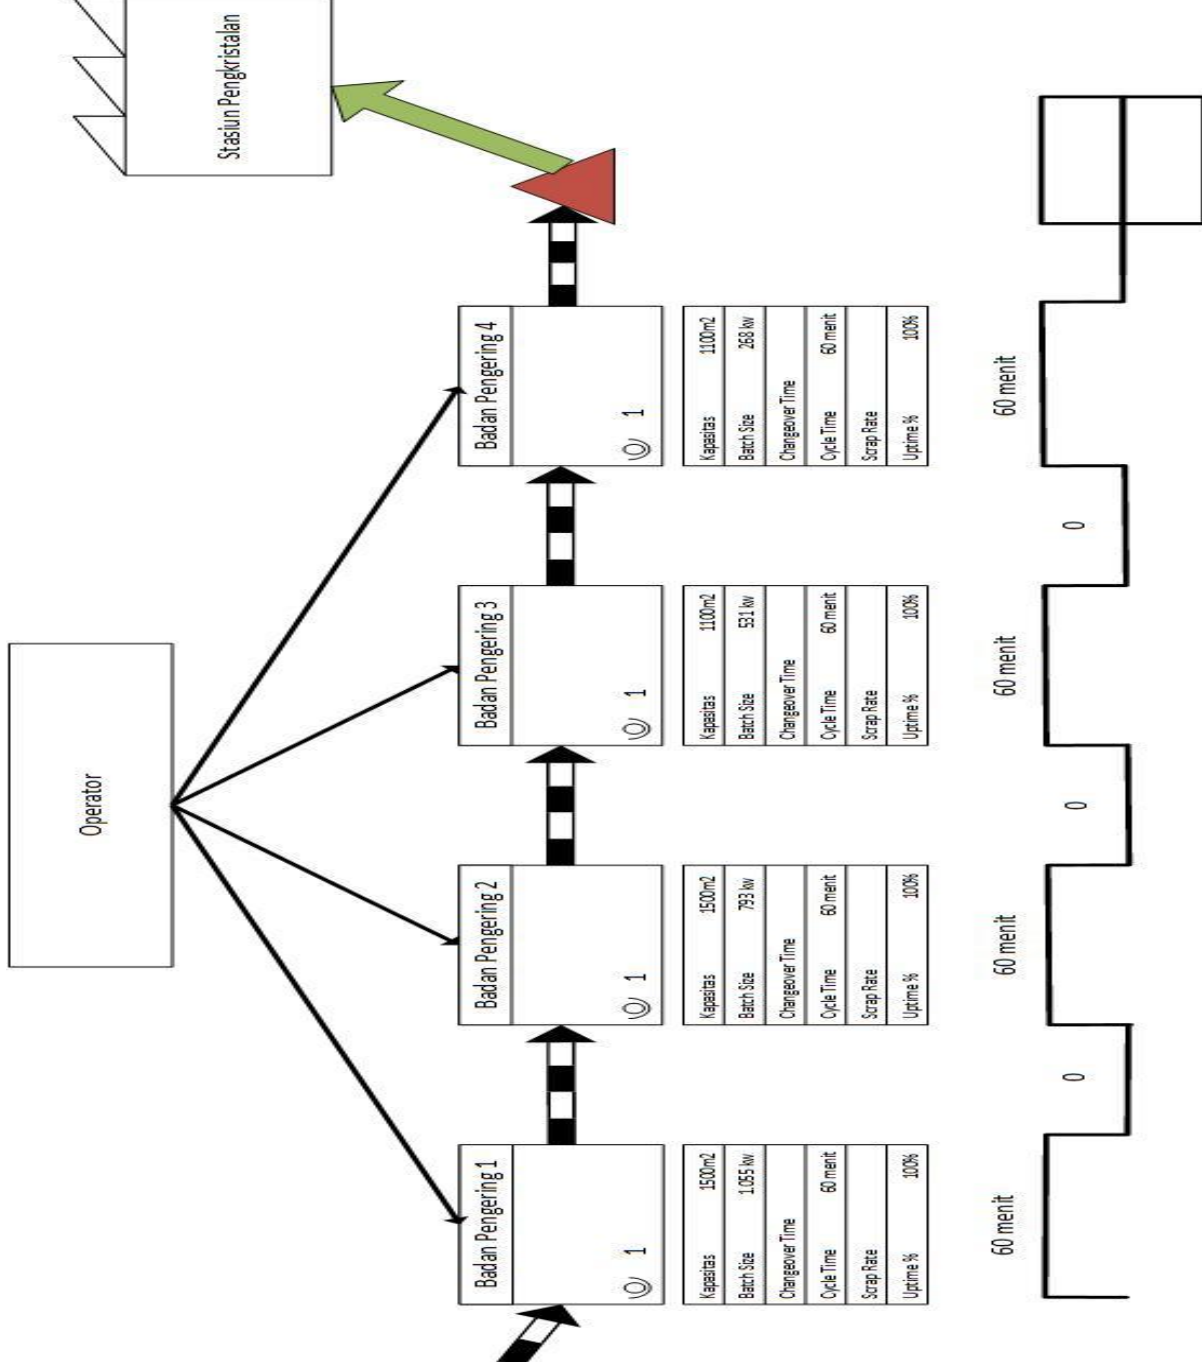 Operator
Stasiun Pengkristalan
Badan Pengering 1
1
Kapasitas 1500m2
Batch Size 1.055 kw
Changeover Time
Cycle Time 60 menit
Scrap Rate
Uptime % 100%
Badan Pengering 2
1
Kapasitas 1500m2
Batch Size 793 kw
Changeover Time
Cycle Time 60 menit
Scrap Rate
Uptime % 100%
Badan Pengering 3
1
Kapasitas 1100m2
Batch Size 531 kw
Changeover Time
Cycle Time 60 menit
Scrap Rate
Uptime % 100%
Badan Pengering 4
1
Kapasitas 1100m2
Batch Size 268 kw
Changeover Time
Cycle Time 60 menit
Scrap Rate
Uptime % 100%
60 menit
0
60 menit
0
60 menit
0
60 menit